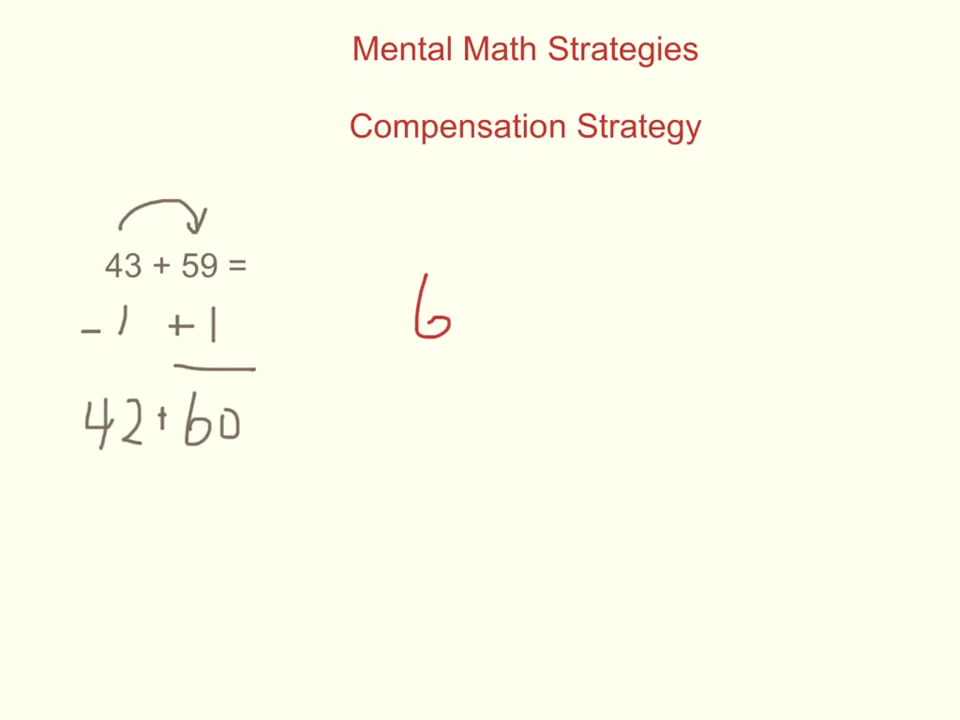 Mental Math Strategies
Compensation Strategy
43 + 59 =
- 1 + 1
42 + 60
6